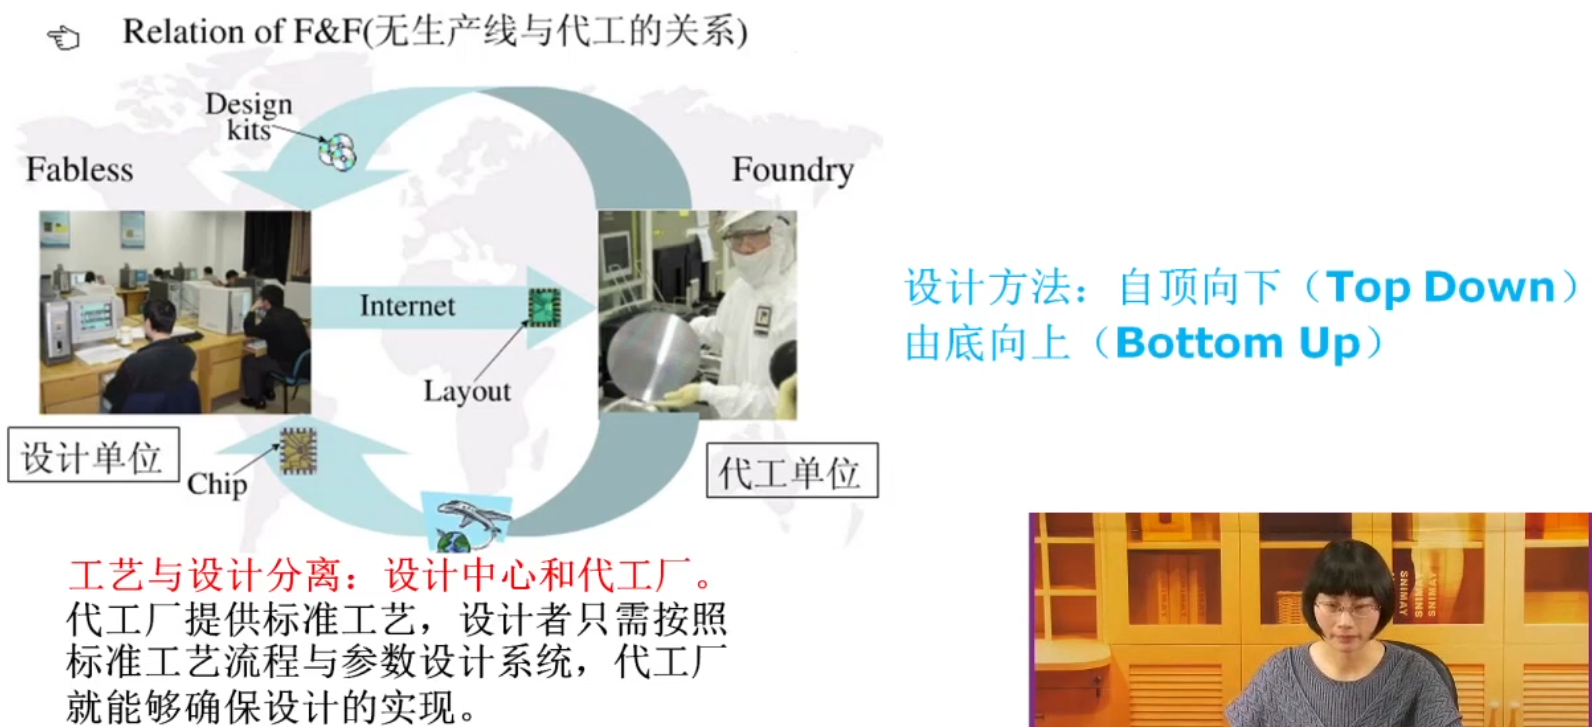 Relation of F&F(无生产线与代工的关系)
Design
kits
Fabless
Foundry
Internet
Layout
设计单位
Chip
代工单位
工艺与设计分离：设计中心和代工厂。
代工厂提供标准工艺，设计者只需按照
标准工艺流程与参数设计系统，代工厂
就能够确保设计的实现。
设计方法：自顶向下（Top Down）
由底向上（Bottom Up）
SNIMAY
SNIMAY
SNIMAY